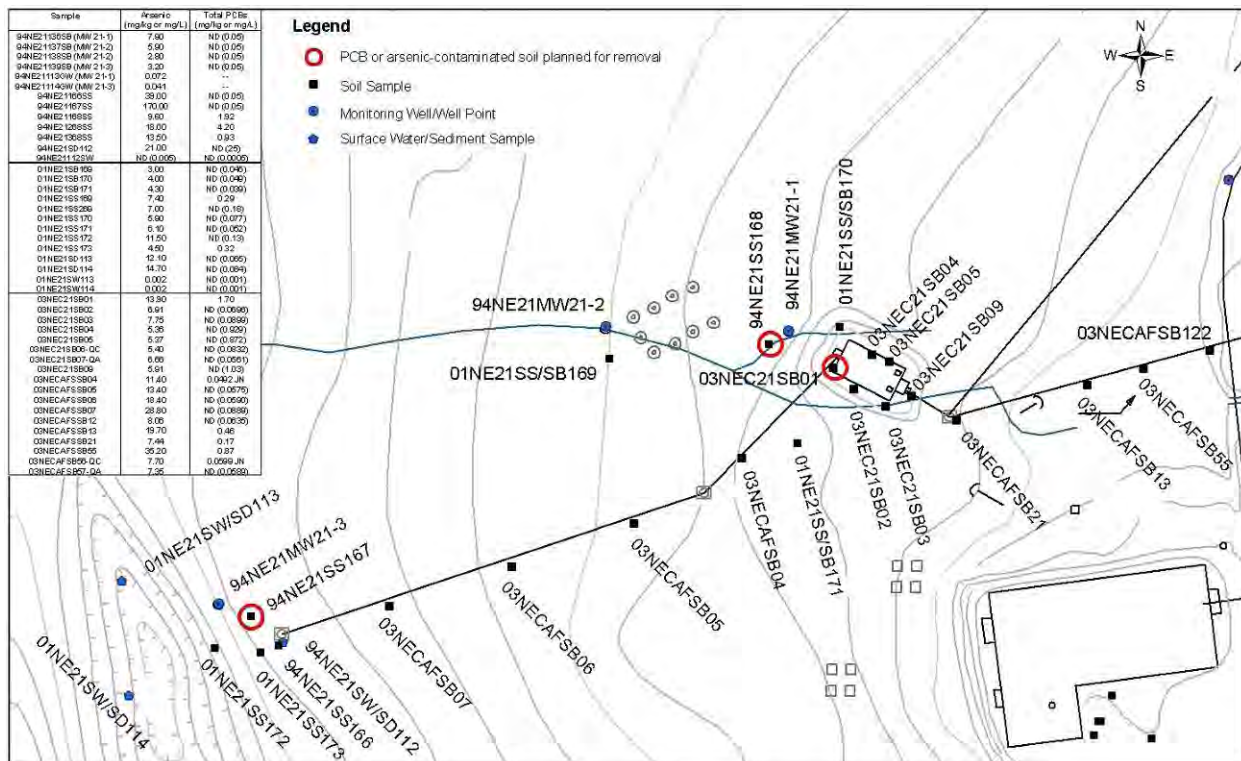 Sample Arsenic (mg/kg or mg/L) Total PCBs (mg/kg or mg/L)
94NE21136SB (MW 21-1) 7.90 ND (0.05)
94NE21137SB (MW 21-2) 5.90 ND (0.05)
94NE21138SB (MW 21-2) 2.80 ND (0.05)
94NE21139SB (MW 21-3) 3.20 ND (0.05)
94NE21113GW (MW 21-1) 0.072 --
94NE21114GW (MW 21-3) 0.041 --
94NE21166SS 39.00 ND (0.05)
94NE21167SS 170.00 ND (0.05)
94NE21168SS 9.60 1.92
94NE21268SS 18.00 4.20
94NE21368SS 13.50 0.93
94NE21SD112 21.00 ND (25)
94NE21112SW ND (0.005) ND (0.0005)
01NE21SB169 3.00 ND (0.046)
01NE21SB170 4.00 ND (0.049)
01NE21SB171 4.30 ND (0.039)
01NE21SS169 7.40 0.29
01NE21SS269 7.00 ND (0.18)
01NE21SS170 5.90 ND (0.077)
01NE21SS171 6.10 ND (0.052)
01NE21SS172 11.50 ND (0.13)
01NE21SS173 4.50 0.32
01NE21SD113 12.10 ND (0.065)
01NE21SD114 14.70 ND (0.084)
01NE21SW113 0.002 ND (0.001)
01NE21SW114 0.002 ND (0.001)
03NEC21SB01 13.90 1.70
03NEC21SB02 6.91 ND (0.0698)
03NEC21SB03 7.75 ND (0.0899)
03NEC21SB04 5.35 ND (0.929)
03NEC21SB05 5.37 ND (0.872)
03NEC21SB06-QC 5.40 ND (0.0832)
03NEC21SB07-QA 6.66 ND (0.0561)
03NEC21SB09 5.91 ND (1.03)
03NECAFSSB04 11.40 0.0492 JN
03NECAFSSB05 13.40 ND (0.0575)
03NECAFSSB06 18.40 ND (0.0590)
03NECAFSSB07 28.80 ND (0.0889)
03NECAFSSB12 8.06 ND (0.0635)
03NECAFSSB13 19.70 0.46
03NECAFSSB21 7.44 0.17
03NECAFSSB55 35.20 0.87
03NECAFSB56-QC 7.70 0.0599 JN
03NECAFSB57-QA 7.35 ND (0.0589)
Legend
PCB or arsenic-contaminated soil planned for removal
Soil Sample
Monitoring Well/Well Point
Surface Water/Sediment Sample
N
W E
S
94NE21SS168
94NE21MW21-1
01NE21SS/SB170
03NEC21SB04
03NEC21SB05
03NEC21SB09
94NE21MW21-2
01NE21SS/SB169
03NEC21SB01
03NECAFSB122
03NECAFSB55
03NECAFSB13
03NECAFSB21
03NEC21SB03
03NEC21SB02
01NE21SS/SB171
03NECAFSB04
03NECAFSB05
03NECAFSB06
03NECAFSB07
01NE21SW/SD113
94NE21MW21-3
94NE21SS167
94NE21SW/SD112
94NE21SS166
01NE21SS173
01NE21SS172
01NE21SW/SD114